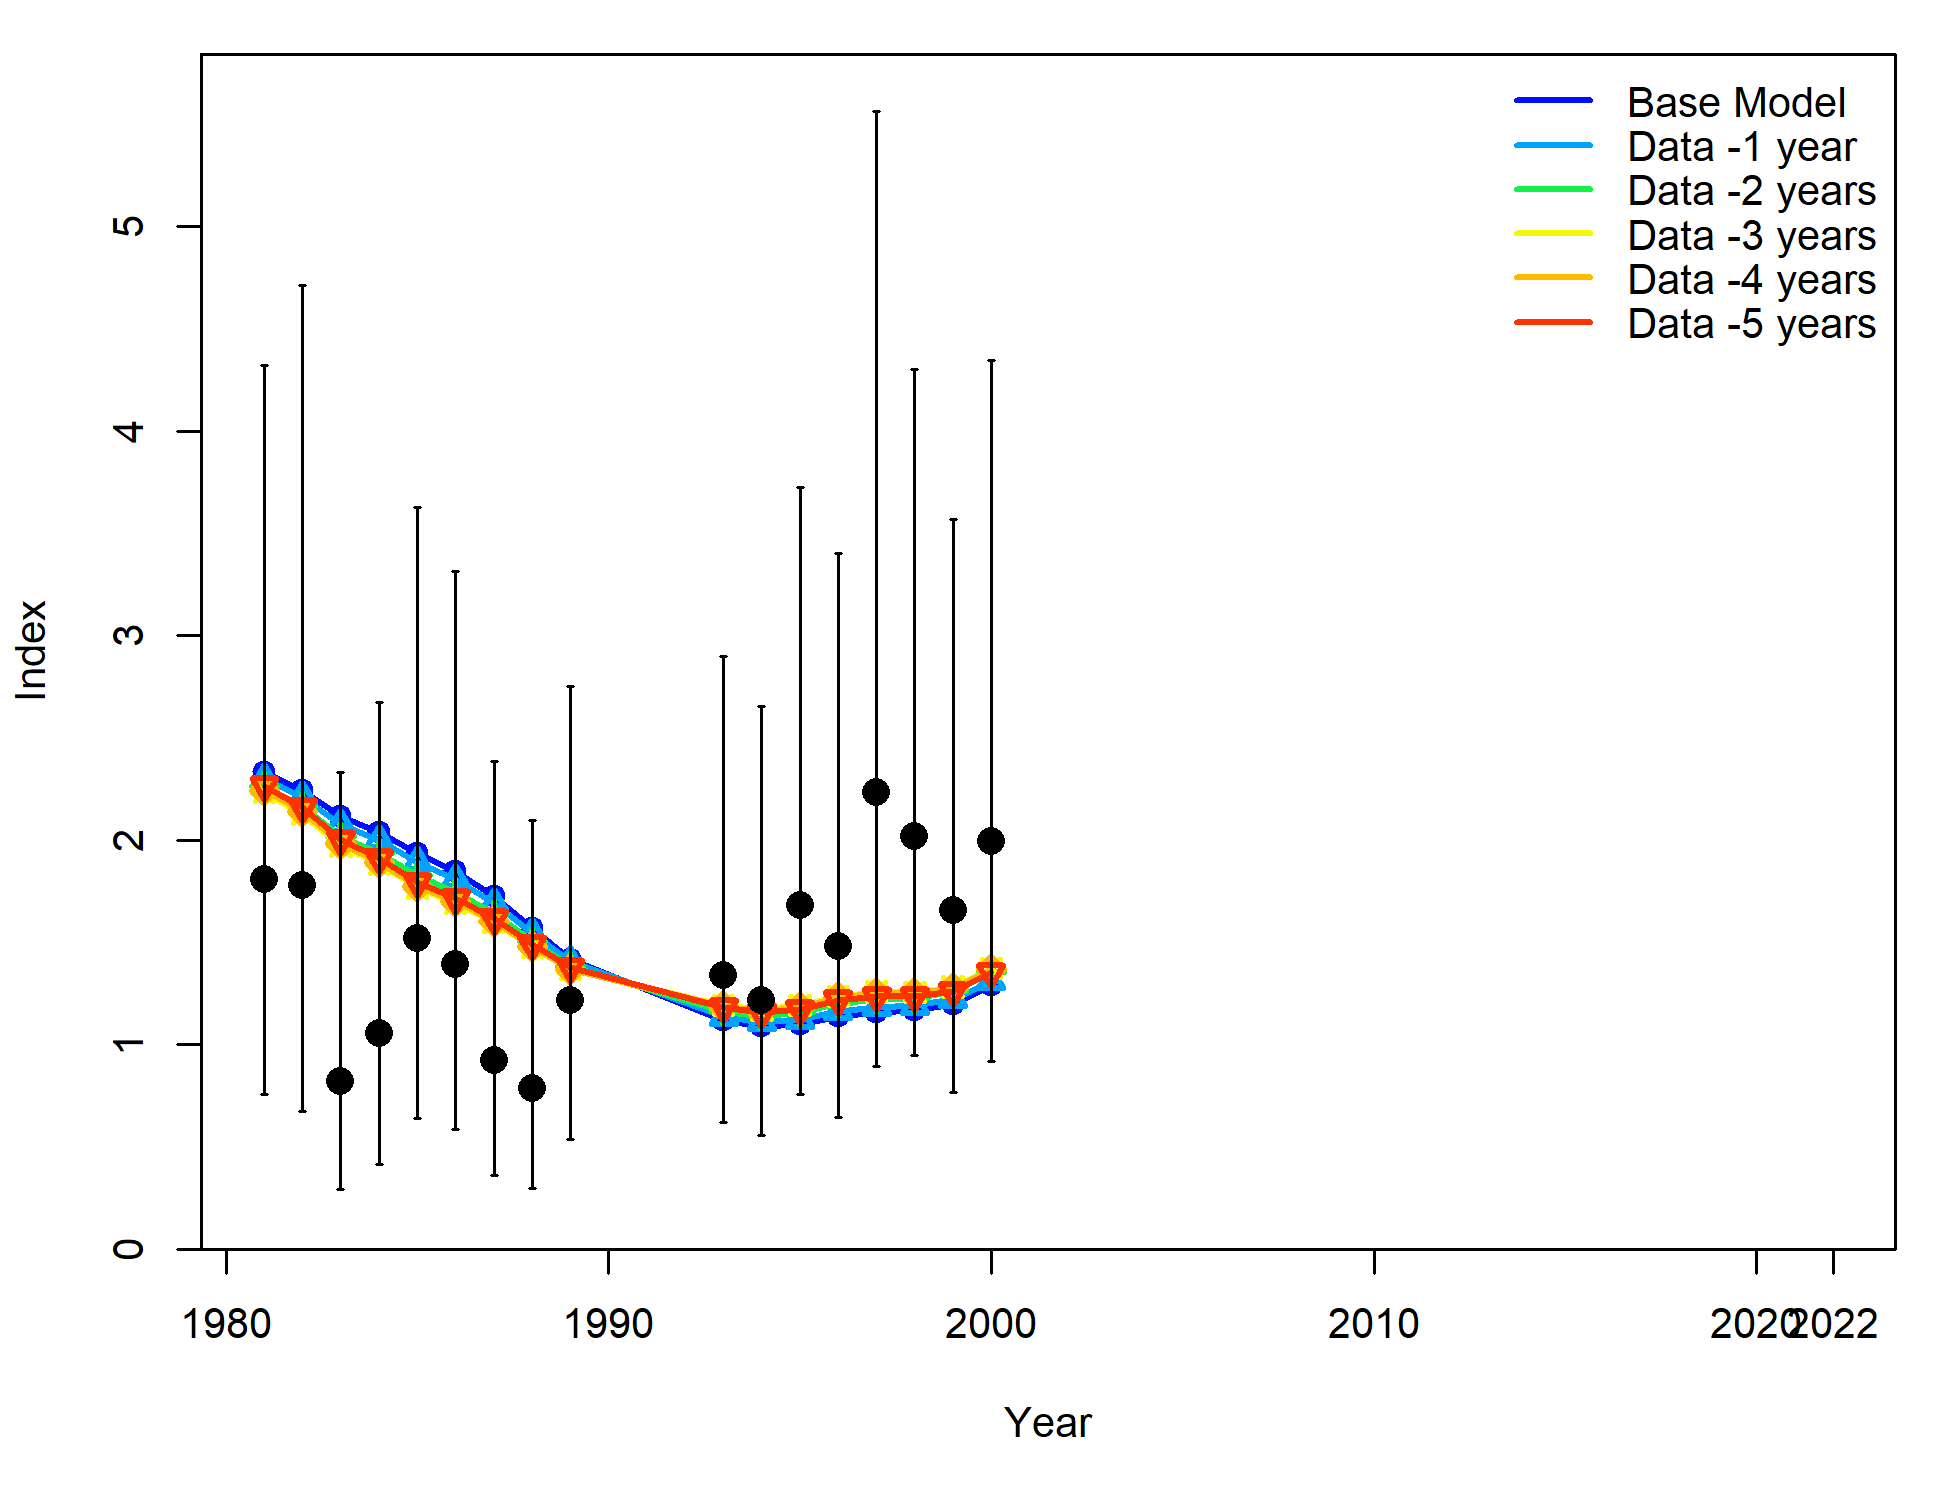 Base Model
Data -1 year
Data -2 years
Data -3 years
Data -4 years
Data -5 years
5
4
3
2
1
0
Index
1980 1990 2000 2010 2020 2022
Year